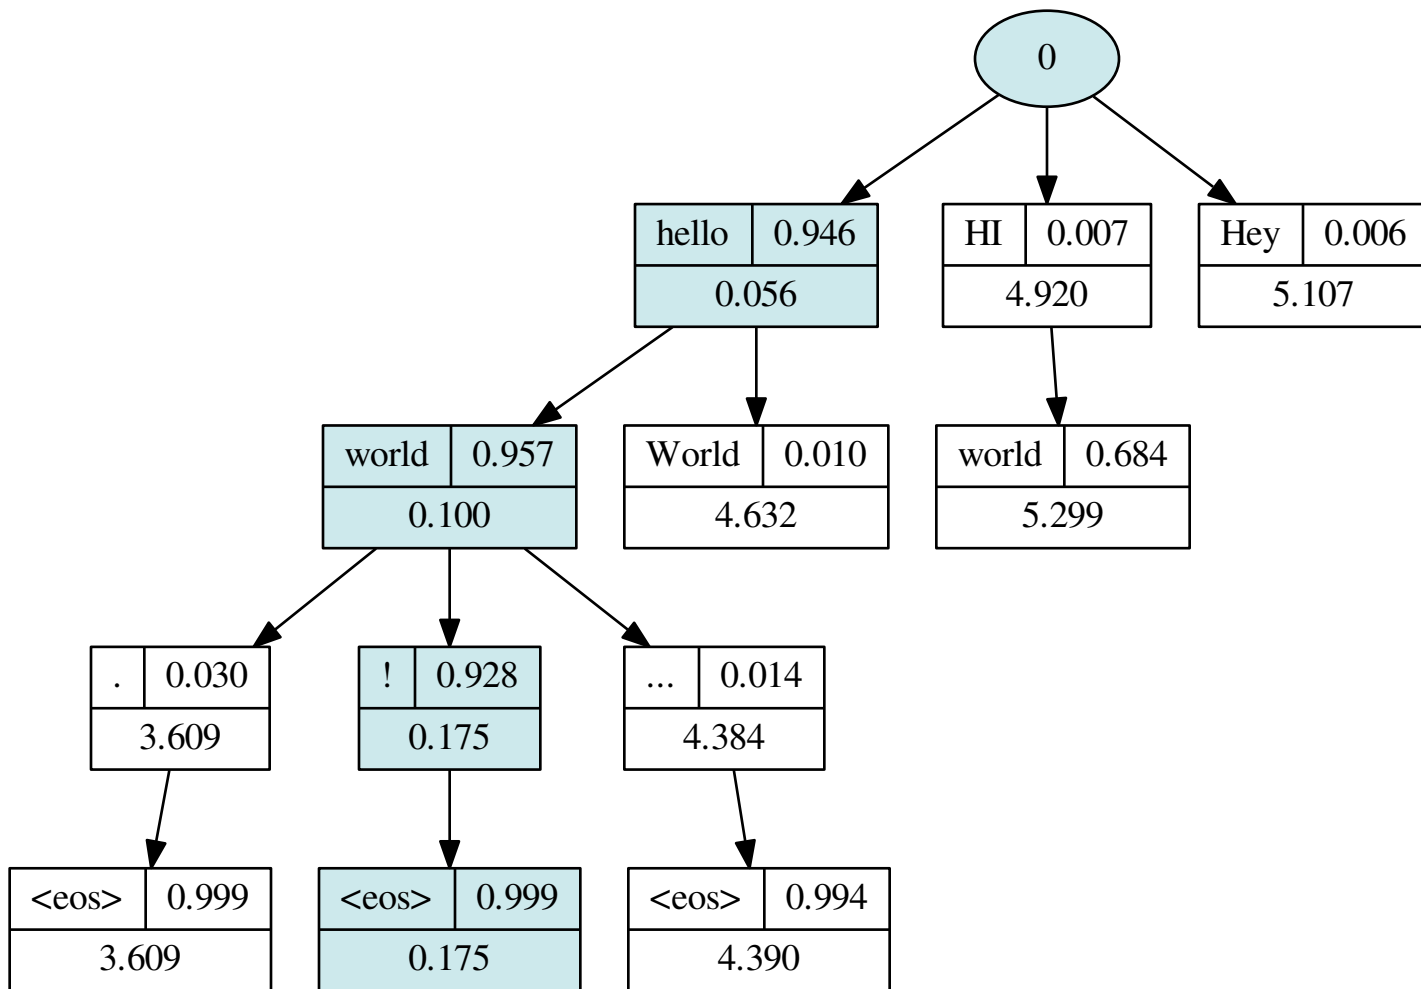 0
hello 0.946 HI 0.007 Hey 0.006
0.056 4.920 5.107
world 0.957 World 0.010 world 0.684
0.100 4.632 5.299
. 0.030 ! 0.928 ... 0.014
3.609 0.175 4.384
<eos> 0.999 <eos> 0.999 <eos> 0.994
3.609 0.175 4.390